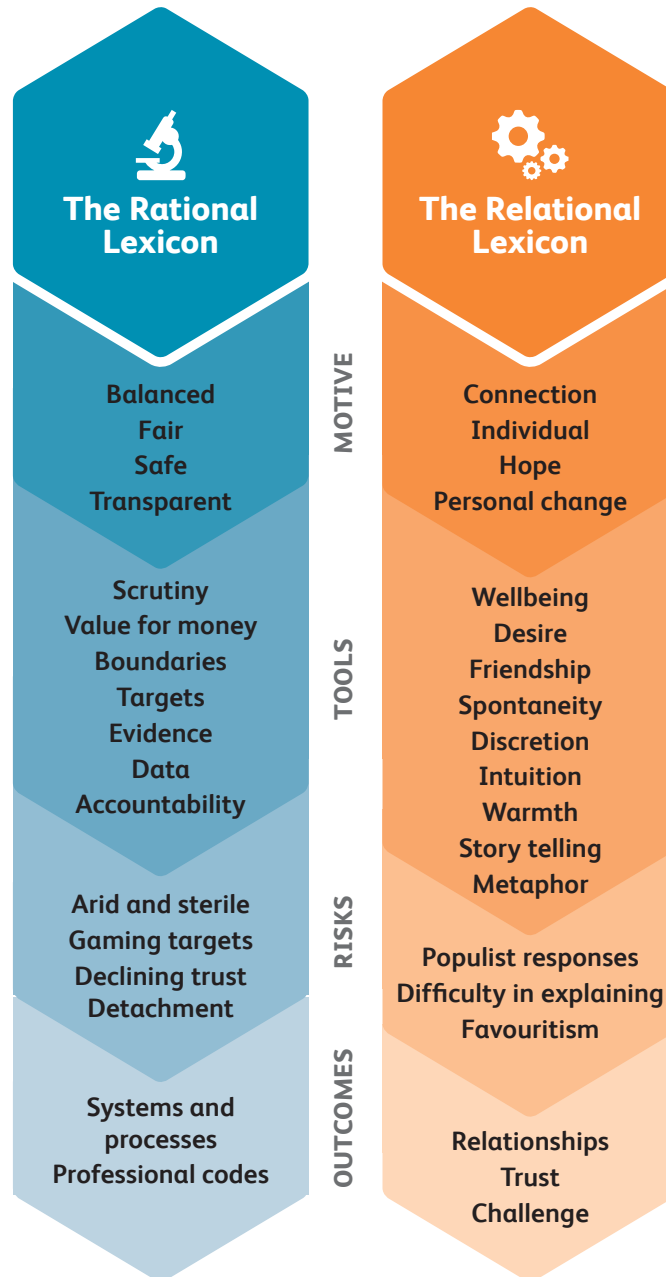 The Rational
Lexicon
Balanced
Fair
Safe
Transparent
Scrutiny
Value for money
Boundaries
Targets
Evidence
Data
Accountability
Arid and sterile
Gaming targets
Declining trust
Detachment
Systems and
processes
Professional codes
MOTIVE
TOOLS
RISKS
OUTCOMES
The Relational
Lexicon
Connection
Individual
Hope
Personal change
Wellbeing
Desire
Friendship
Spontaneity
Discretion
Intuition
Warmth
Story telling
Metaphor
Populist responses
Difficulty in explaining
Favouritism
Relationships
Trust
Challenge